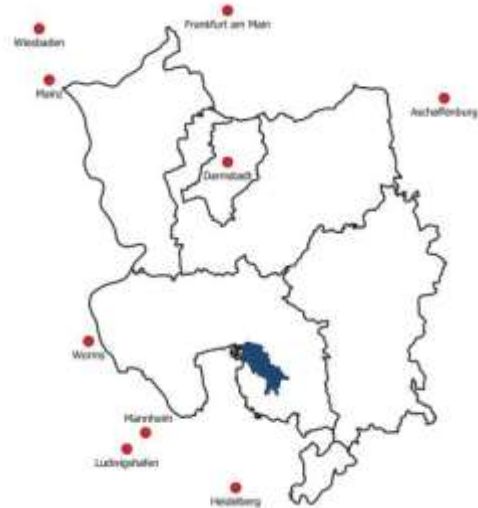 Frankfurt am Main
Wiesbaden
Mainz
Aschaffenburg
Darmstadt
Worms
Mannheim
Ludwigshafen
Heidelberg